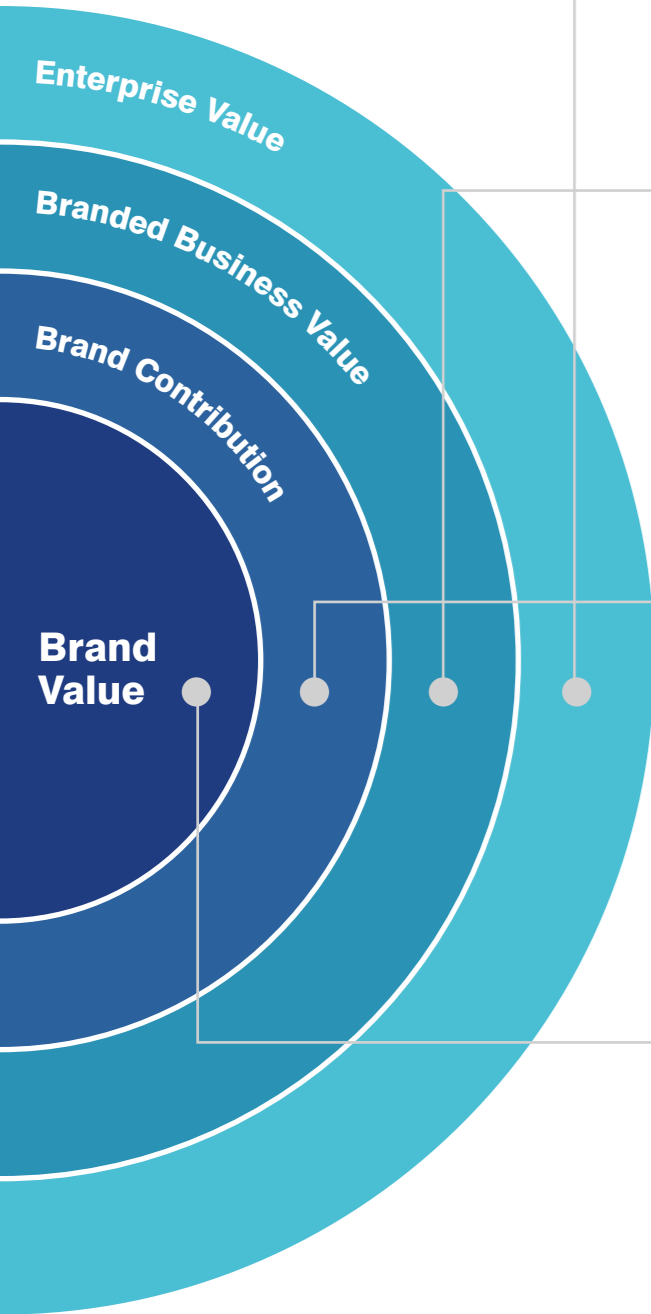 Enterprise Value
Branded Business Value
Brand Contribution
Brand
Value